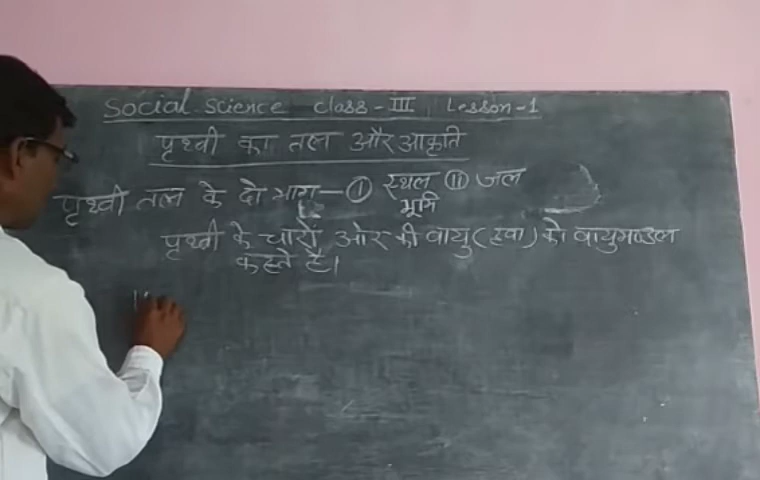 Social Science Class - III Lesson - 1
पृथ्वी का तल और आकृति
पृथ्वी तल के दो भाग - ① स्थल ⑪ जल
भूमि
पृथ्वी के चारों ओर की वायु (हवा) को वायुमण्डल
कहते है।